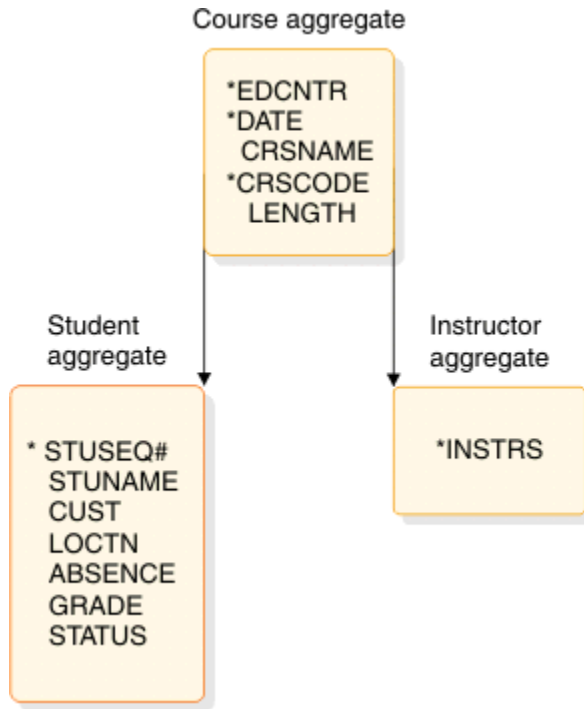 Course aggregate
*EDCNTR
*DATE
CRSNAME
*CRSCODE
LENGTH
Student
aggregate
* STUSEQ#
STUNAME
CUST
LOCTN
ABSENCE
GRADE
STATUS
Instructor
aggregate
*INSTRS